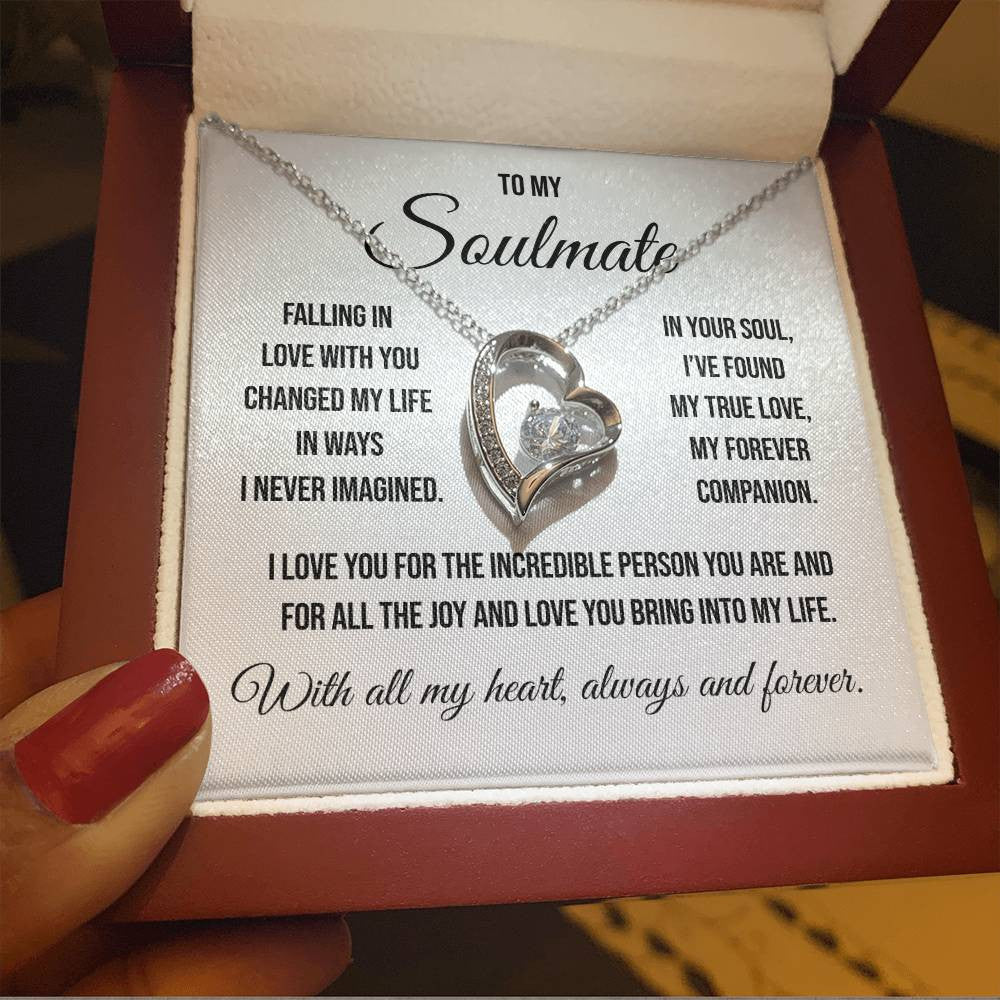 TO MY
Soulmate
FALLING IN
LOVE WITH YOU
CHANGED MY LIFE
IN WAYS
I NEVER IMAGINED.
IN YOUR SOUL,
I'VE FOUND
MY TRUE LOVE,
MY FOREVER
COMPANION.
I LOVE YOU FOR THE INCREDIBLE PERSON YOU ARE AND
FOR ALL THE JOY AND LOVE YOU BRING INTO MY LIFE.
With all my heart, always and forever.